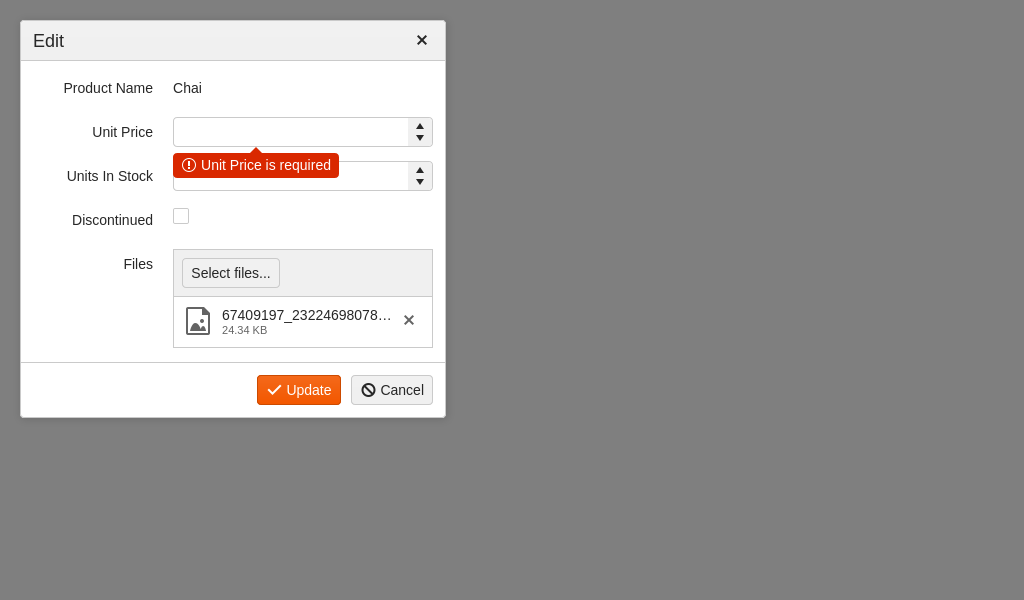 Edit
Product Name
Chai
Unit Price
Unit Price is required
Units In Stock
Discontinued
Files
Select files...
67409197_23224698078…
24.34 KB
Update
Cancel